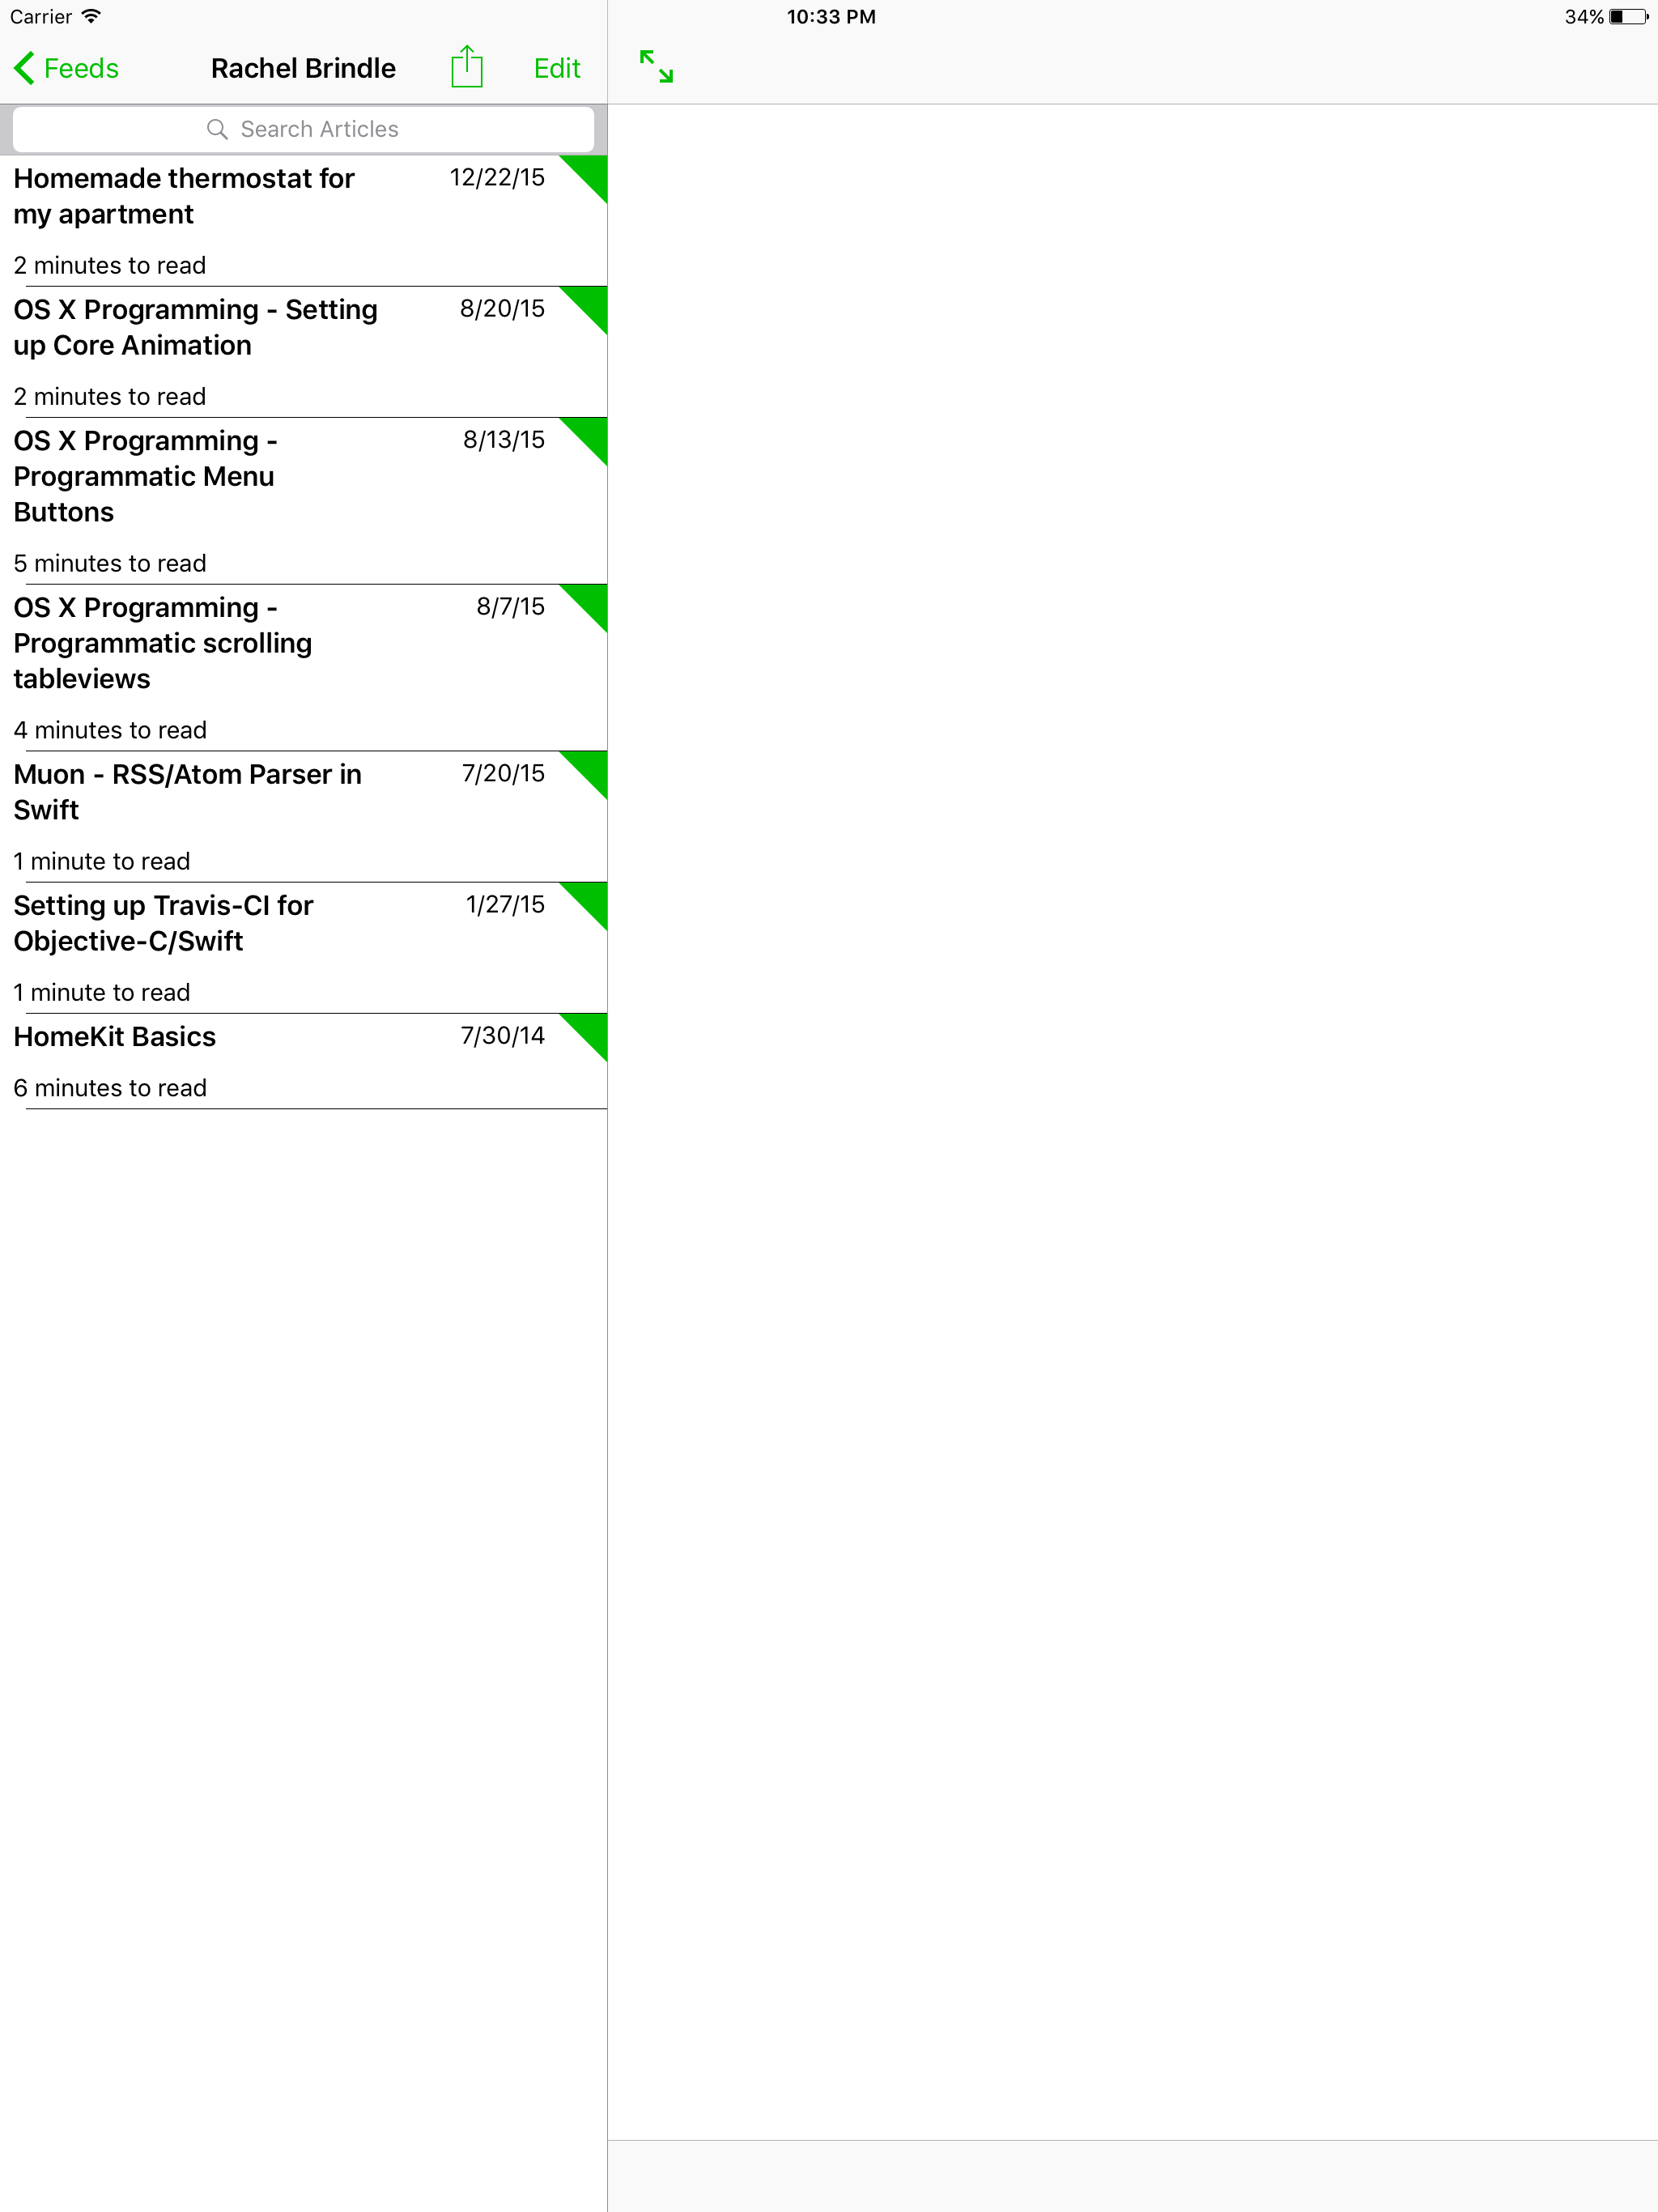 Carrier 10:33 PM 34%
Feeds Rachel Brindle Edit
Search Articles
Homemade thermostat for 12/22/15
my apartment
2 minutes to read
OS X Programming - Setting 8/20/15
up Core Animation
2 minutes to read
OS X Programming - 8/13/15
Programmatic Menu
Buttons
5 minutes to read
OS X Programming - 8/7/15
Programmatic scrolling
tableviews
4 minutes to read
Muon - RSS/Atom Parser in 7/20/15
Swift
1 minute to read
Setting up Travis-CI for 1/27/15
Objective-C/Swift
1 minute to read
HomeKit Basics 7/30/14
6 minutes to read